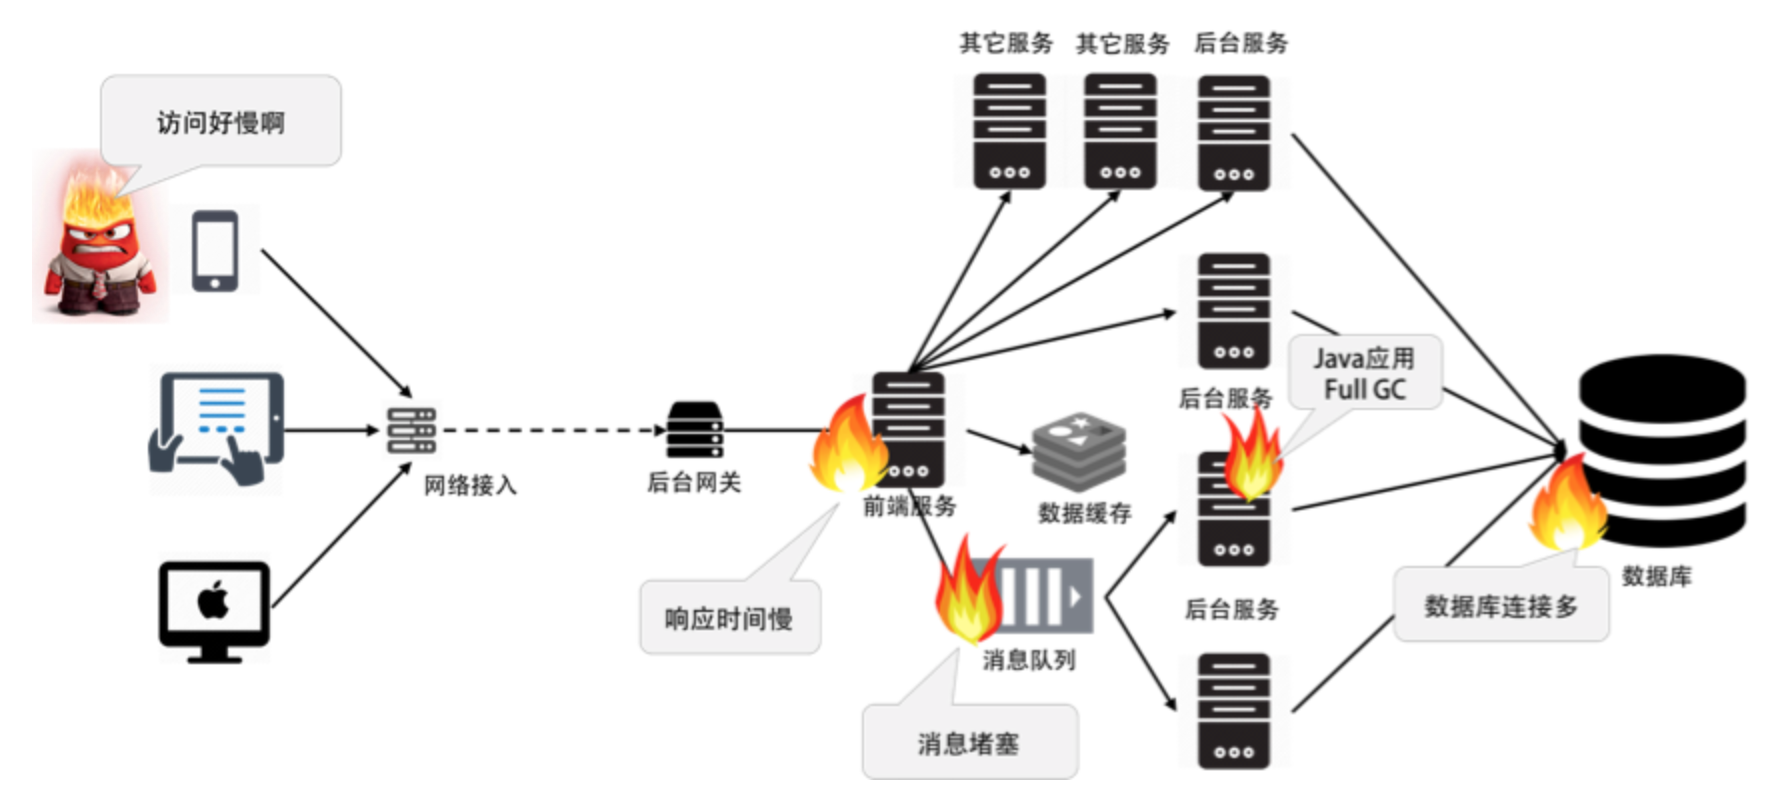 其它服务
其它服务
后台服务
访问好慢啊
Java应用
Full GC
后台服务
网络接入
后台网关
前端服务
数据缓存
数据库
响应时间慢
后台服务
数据库连接多
消息队列
消息堵塞